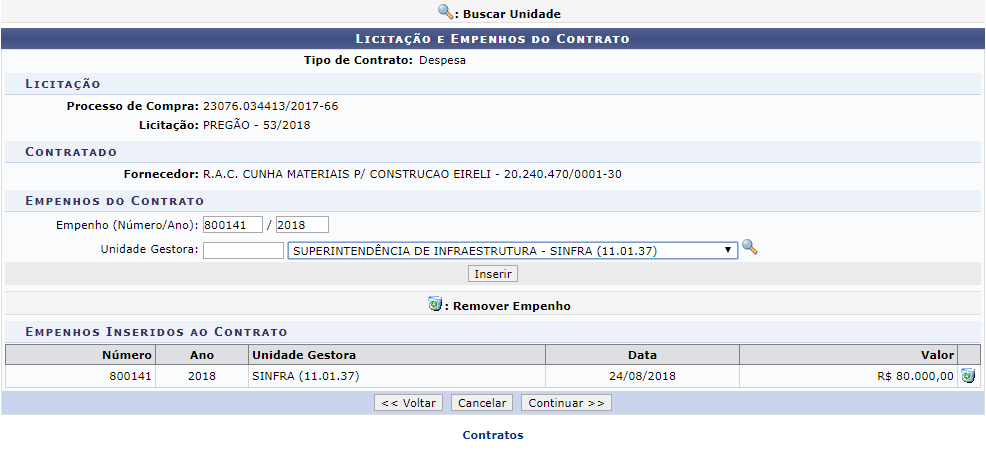 : Buscar Unidade
LICITAÇÃO E EMPENHOS DO CONTRATO
Tipo de Contrato: Despesa
LICITAÇÃO
Processo de Compra: 23076.034413/2017-66
Licitação: PREGÃO - 53/2018
CONTRATADO
Fornecedor: R.A.C. CUNHA MATERIAIS P/ CONSTRUCAO EIRELI - 20.240.470/0001-30
EMPENHOS DO CONTRATO
Empenho (Número/Ano): 800141 / 2018
Unidade Gestora: SUPERINTENDÊNCIA DE INFRAESTRUTURA - SINFRA (11.01.37)
Inserir
: Remover Empenho
EMPENHOS INSERIDOS AO CONTRATO
Número Ano Unidade Gestora Data Valor
800141 2018 SINFRA (11.01.37) 24/08/2018 R$ 80.000,00
<< Voltar Cancelar Continuar >>
Contratos